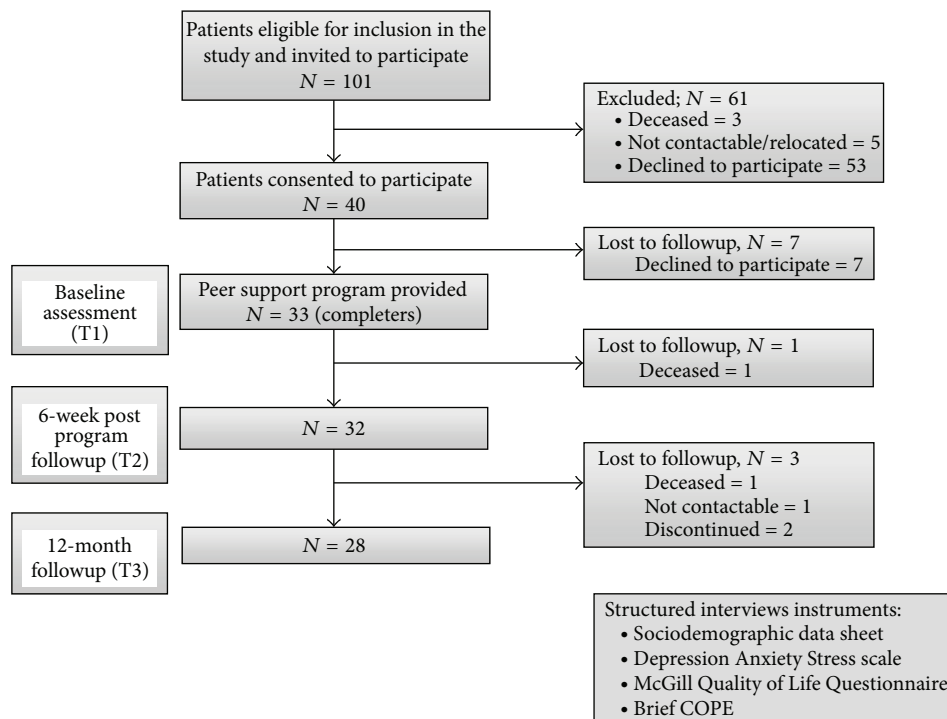 Patients eligible for inclusion in the
study and invited to participate
N = 101
Excluded; N = 61
• Deceased = 3
• Not contactable/relocated = 5
• Declined to participate = 53
Patients consented to participate
N = 40
Lost to followup, N = 7
Declined to participate = 7
Baseline
assessment
(T1)
Peer support program provided
N = 33 (completers)
Lost to followup, N = 1
Deceased = 1
6-week post
program
followup (T2)
N = 32
Lost to followup, N = 3
Deceased = 1
Not contactable = 1
Discontinued = 2
12-month
followup (T3)
N = 28
Structured interviews instruments:
• Sociodemographic data sheet
• Depression Anxiety Stress scale
• McGill Quality of Life Questionnaire
• Brief COPE